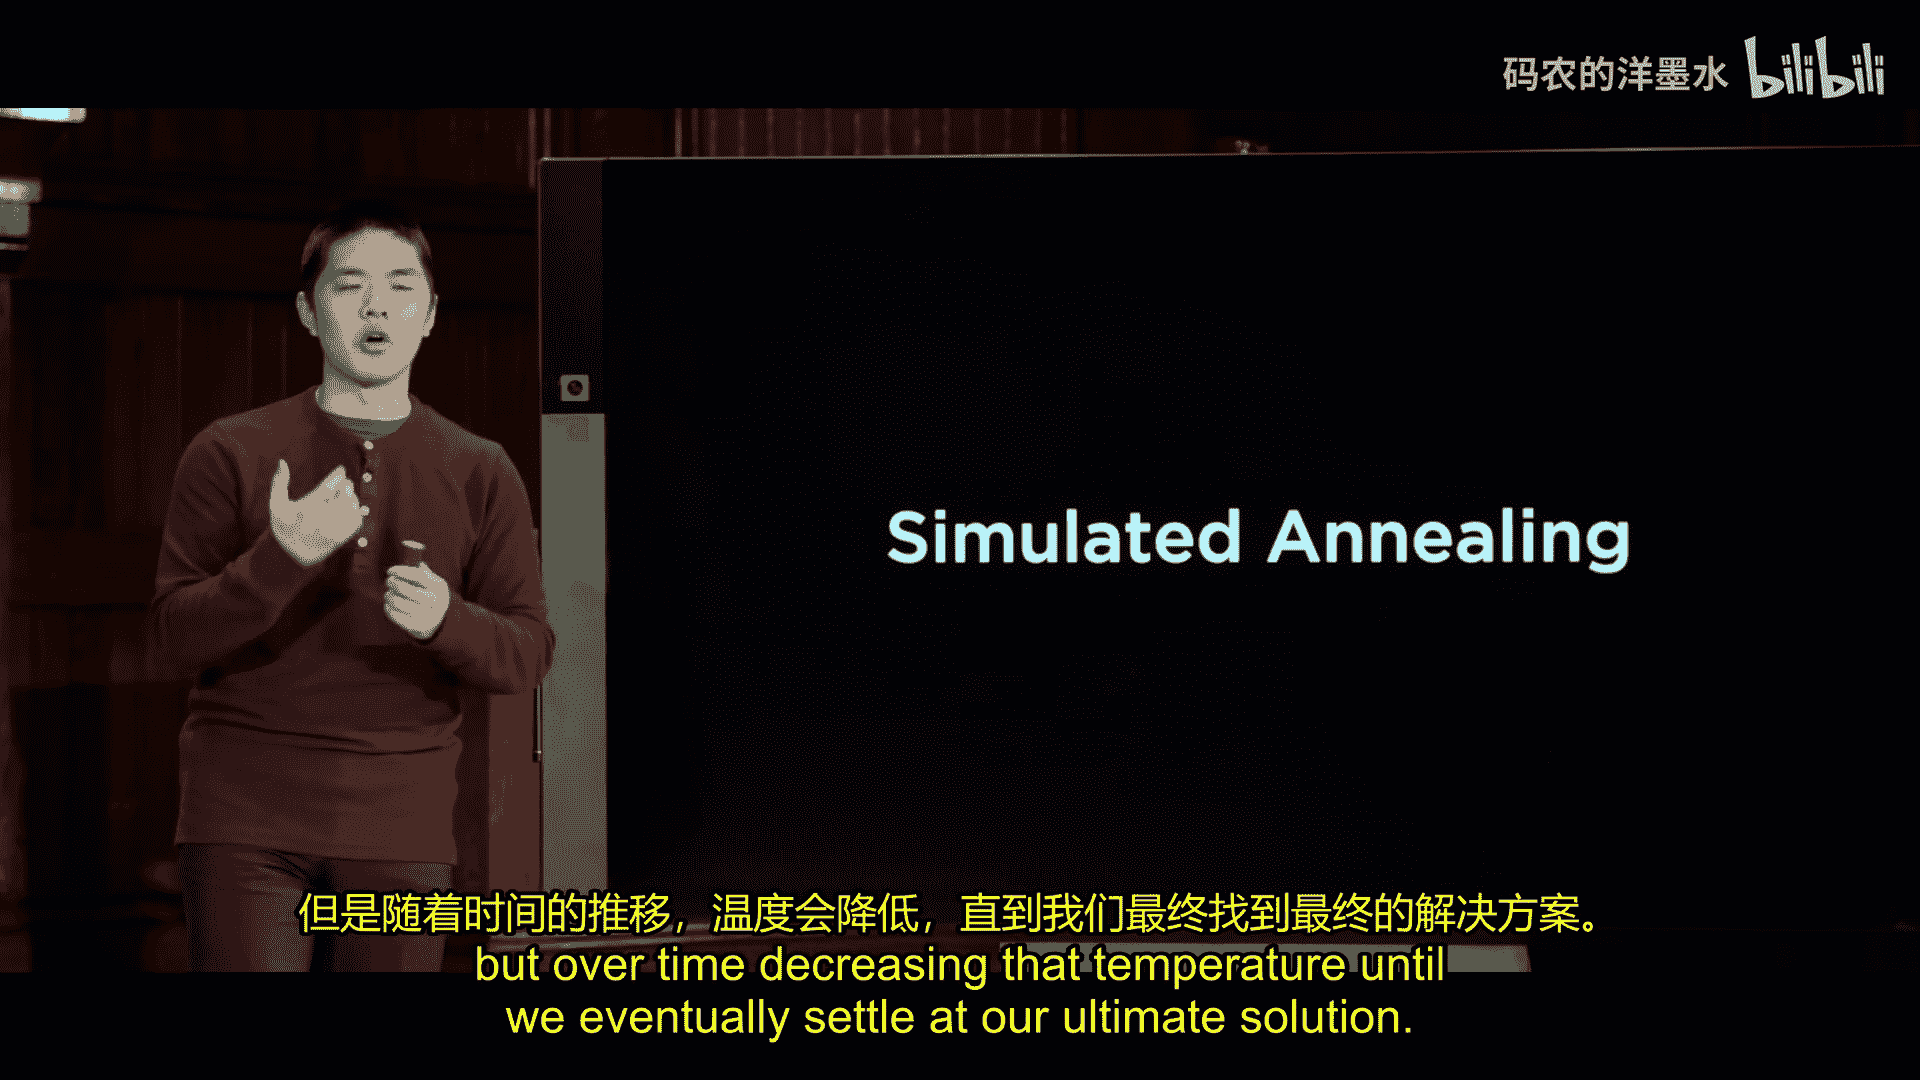 码农的洋墨水 bilibili
Simulated Annealing
但是随着时间的推移，温度会降低，直到我们最终找到最终的解决方案。
but over time decreasing that temperature until
we eventually settle at our ultimate solution.